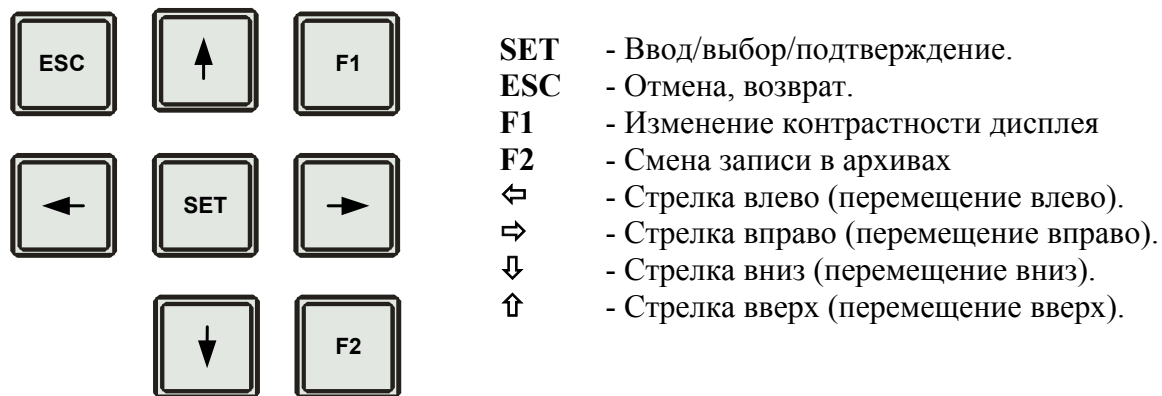 ESC ↑ F1
← SET →
↓ F2
SET - Ввод/выбор/подтверждение.
ESC - Отмена, возврат.
F1 - Изменение контрастности дисплея
F2 - Смена записи в архивах
⇦ - Стрелка влево (перемещение влево).
⇨ - Стрелка вправо (перемещение вправо).
⇩ - Стрелка вниз (перемещение вниз).
⇧ - Стрелка вверх (перемещение вверх).